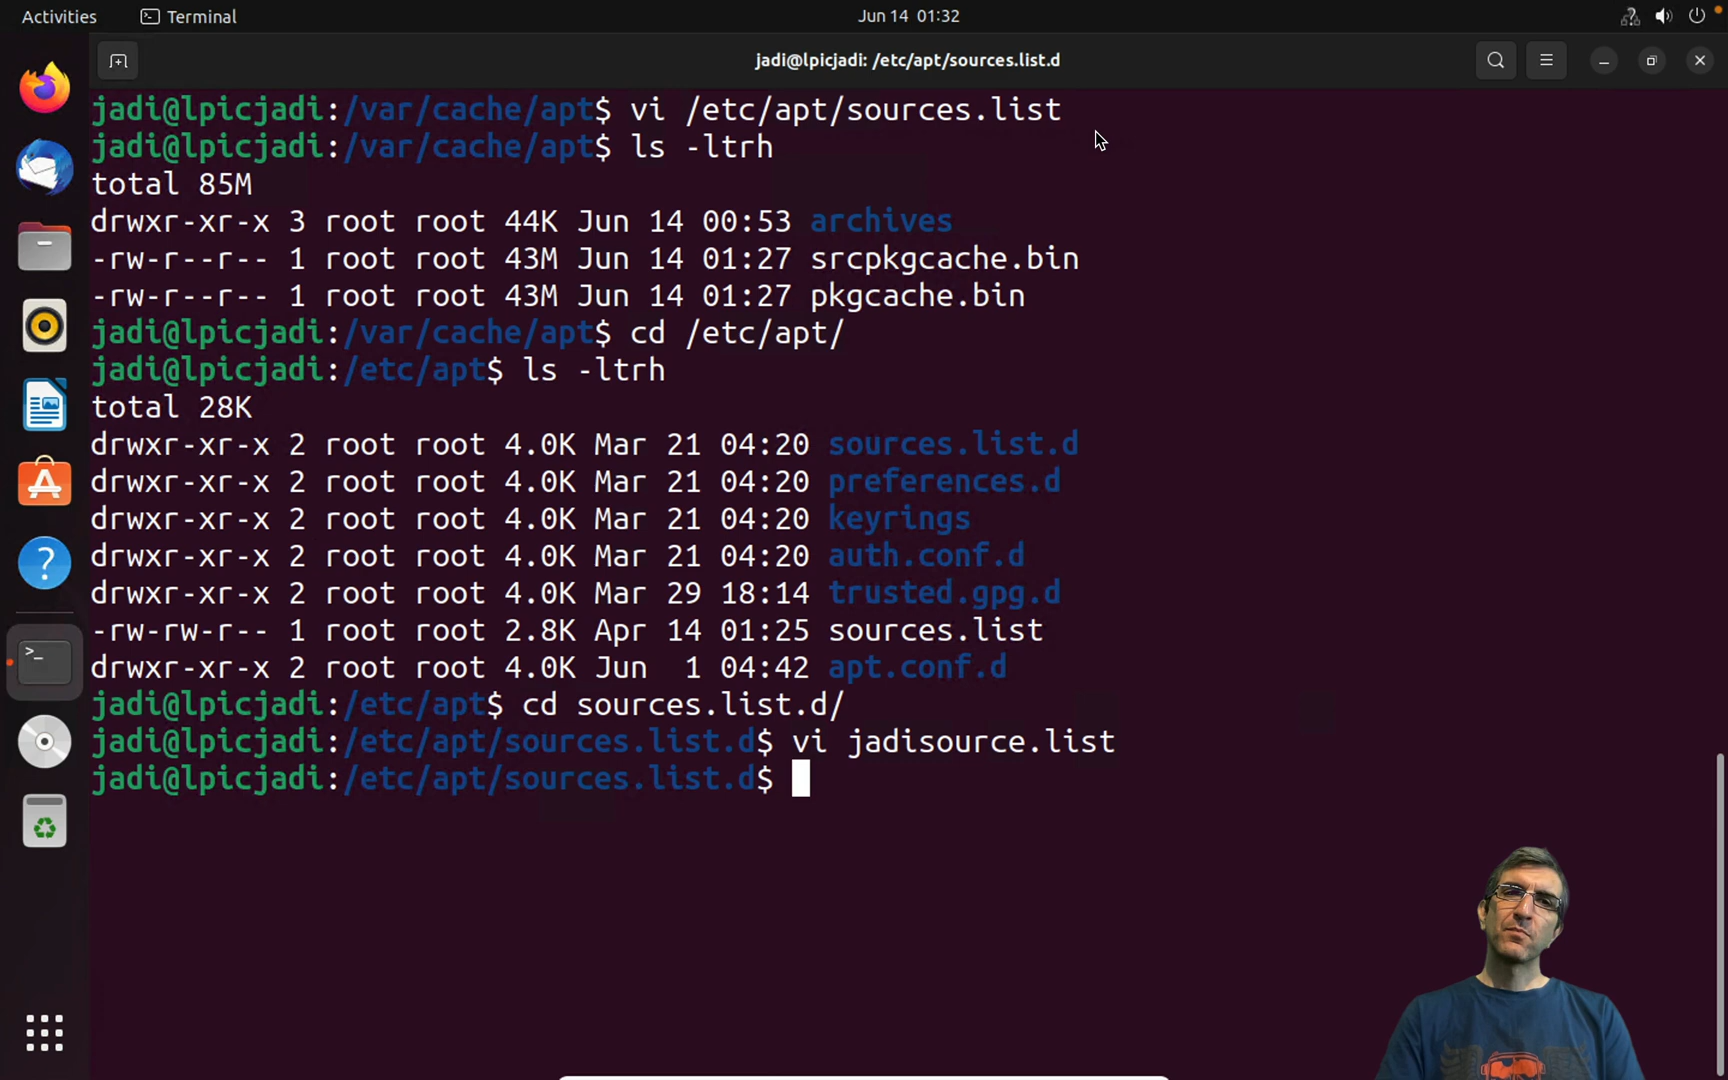 Activities Terminal Jun 14 01:32
jadi@lpicjadi: /etc/apt/sources.list.d
jadi@lpicjadi:/var/cache/apt$ vi /etc/apt/sources.list
jadi@lpicjadi:/var/cache/apt$ ls -ltrh
total 85M
drwxr-xr-x 3 root root 44K Jun 14 00:53 archives
-rw-r--r-- 1 root root 43M Jun 14 01:27 srcpkgcache.bin
-rw-r--r-- 1 root root 43M Jun 14 01:27 pkgcache.bin
jadi@lpicjadi:/var/cache/apt$ cd /etc/apt/
jadi@lpicjadi:/etc/apt$ ls -ltrh
total 28K
drwxr-xr-x 2 root root 4.0K Mar 21 04:20 sources.list.d
drwxr-xr-x 2 root root 4.0K Mar 21 04:20 preferences.d
drwxr-xr-x 2 root root 4.0K Mar 21 04:20 keyrings
drwxr-xr-x 2 root root 4.0K Mar 21 04:20 auth.conf.d
drwxr-xr-x 2 root root 4.0K Mar 29 18:14 trusted.gpg.d
-rw-rw-r-- 1 root root 2.8K Apr 14 01:25 sources.list
drwxr-xr-x 2 root root 4.0K Jun  1 04:42 apt.conf.d
jadi@lpicjadi:/etc/apt$ cd sources.list.d/
jadi@lpicjadi:/etc/apt/sources.list.d$ vi jadisource.list
jadi@lpicjadi:/etc/apt/sources.list.d$